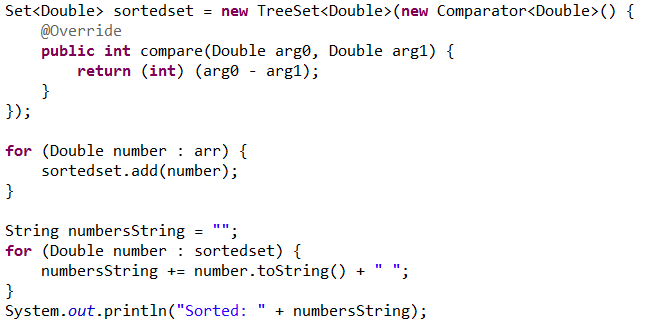 Set<Double> sortedset = new TreeSet<Double>(new Comparator<Double>() {
    @Override
    public int compare(Double arg0, Double arg1) {
        return (int) (arg0 - arg1);
    }
});

for (Double number : arr) {
    sortedset.add(number);
}

String numbersString = "";
for (Double number : sortedset) {
    numbersString += number.toString() + " ";
}
System.out.println("Sorted: " + numbersString);